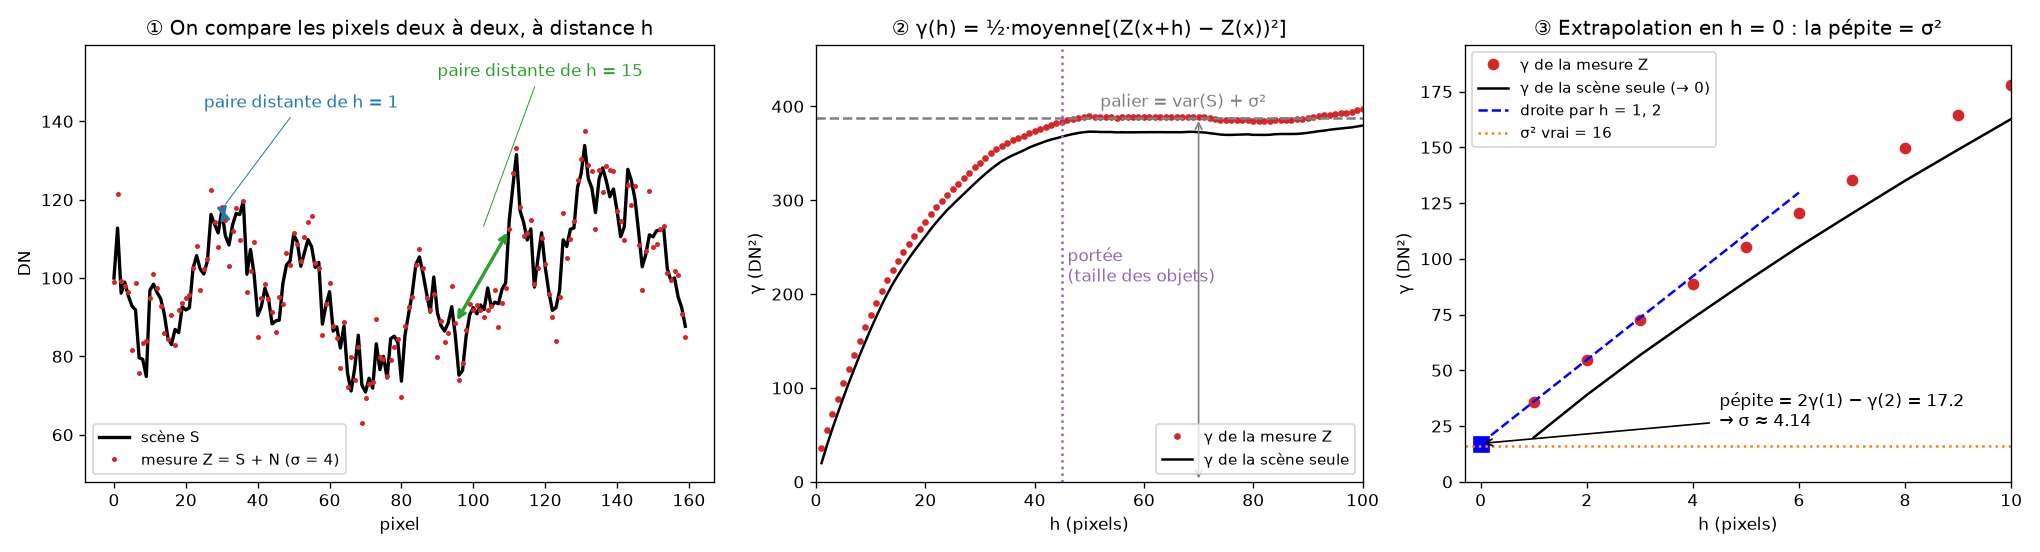 ① On compare les pixels deux à deux, à distance h
paire distante de h = 15
paire distante de h = 1
DN
140
120
100
80
60
scène S
mesure Z = S + N (σ = 4)
0 20 40 60 80 100 120 140 160
pixel
② γ(h) = ½·moyenne[(Z(x+h) − Z(x))²]
γ (DN²)
400
300
200
100
0
palier = var(S) + σ²
portée
(taille des objets)
γ de la mesure Z
γ de la scène seule
0 20 40 60 80 100
h (pixels)
③ Extrapolation en h = 0 : la pépite = σ²
γ (DN²)
175
150
125
100
75
50
25
0
γ de la mesure Z
γ de la scène seule (→ 0)
droite par h = 1, 2
σ² vrai = 16
pépite = 2γ(1) − γ(2) = 17.2
→ σ ≈ 4.14
0 2 4 6 8 10
h (pixels)